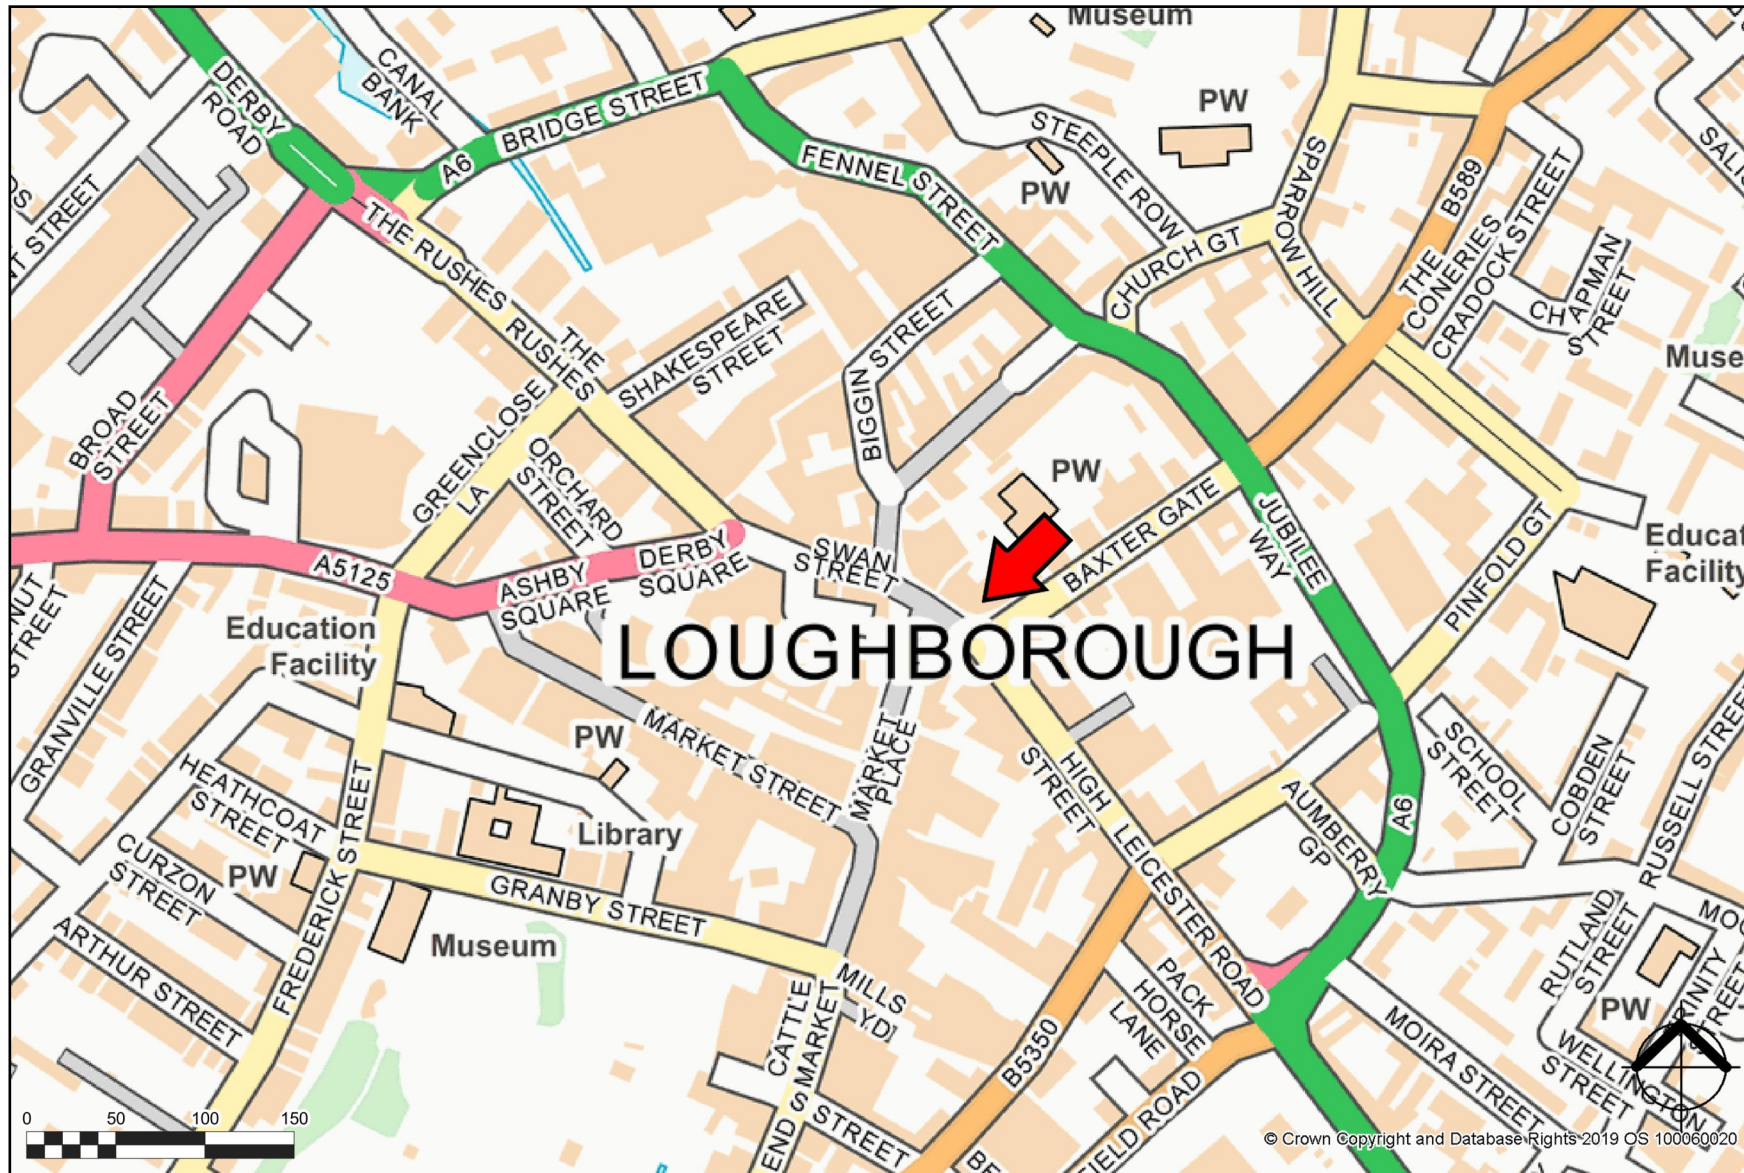 Museum
DERBY
ROAD
CANAL
BANK
A6
BRIDGE STREET
FENNEL STREET
STEEPLE ROW
PW
PW
SPARROW HILL
CHURCH GT
B589
THE
CONERIES
CRADOCK STREET
CHAPMAN
STREET
Muse
THE RUSHES
THE
RUSHES
SHAKESPEARE
STREET
BIGGIN STREET
BROAD
STREET
GREENCLOSE
LA
ORCHARD
STREET
PW
BAXTER GATE
JUBILEE
WAY
PINFOLD GT
Educat
Facility
A5125
ASHBY
SQUARE
DERBY
SQUARE
SWAN
STREET
LOUGHBOROUGH
Education
Facility
GRANVILLE STREET
STREET
MARKET STREET
MARKET
PLACE
PW
HIGH
STREET
LEICESTER ROAD
SCHOOL
STREET
COBDEN
STREET
RUSSELL STREE
A6
AUMBERRY
GP
HEATHCOAT
STREET
CURZON
STREET
PW
Library
GRANBY STREET
FREDERICK STREET
ARTHUR STREET
Museum
MILLS
YD
CATTLE
MARKET
S STREET
B5350
PACK
HORSE
LANE
MOIRA STREET
RUTLAND
STREET
PW
WELLINGTON
STREET
0 50 100 150
© Crown Copyright and Database Rights 2019 OS 100060020